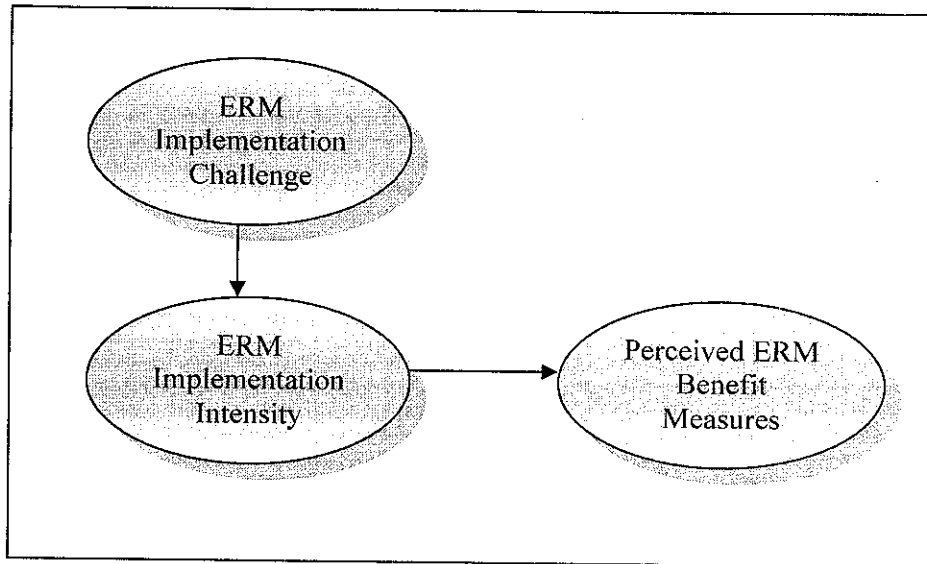 ERM
Implementation
Challenge
ERM
Implementation
Intensity
Perceived ERM
Benefit
Measures